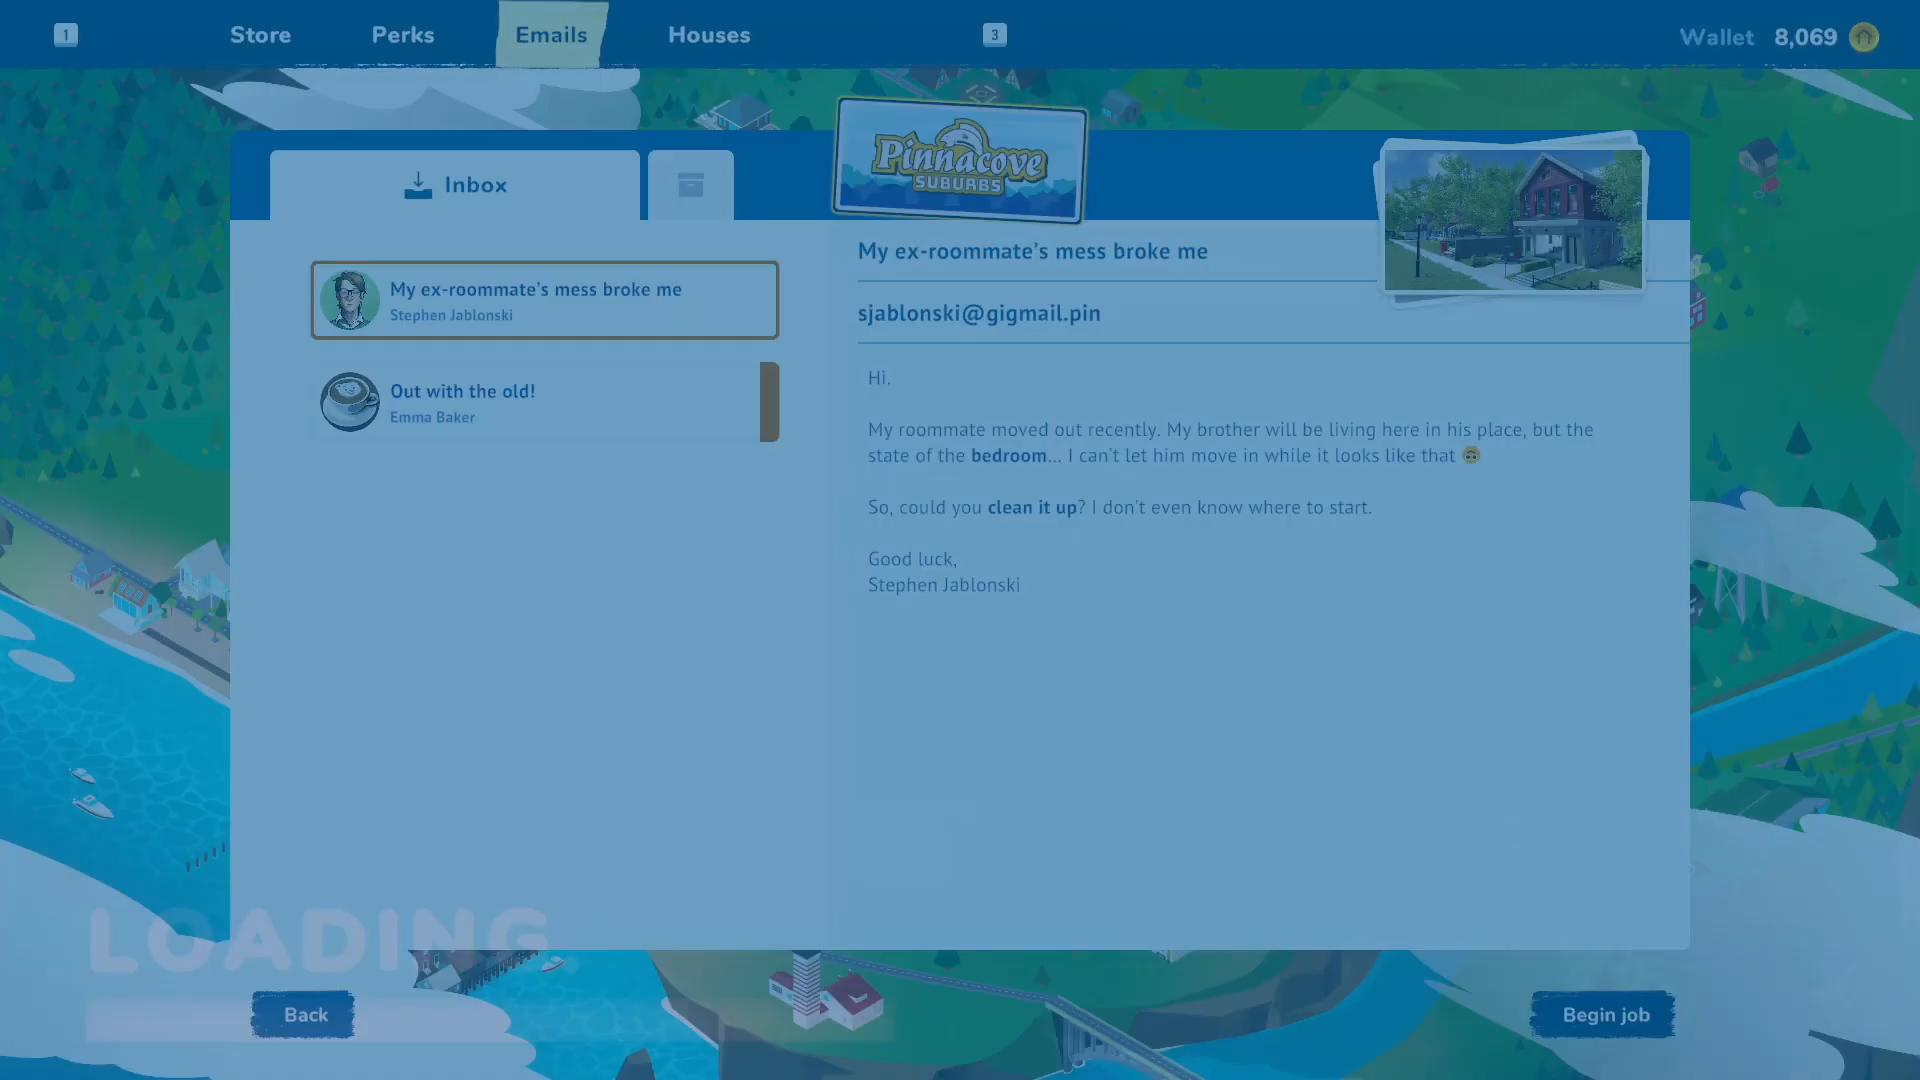 1
Store
Perks
Emails
Houses
3
Wallet 8,069
Pinnacove
SUBURBS
Inbox
My ex-roommate's mess broke me
Stephen Jablonski
Out with the old!
Emma Baker
My ex-roommate's mess broke me
sjablonski@gigmail.pin
Hi.
My roommate moved out recently. My brother will be living here in his place, but the
state of the bedroom... I can't let him move in while it looks like that 🙃
So, could you clean it up? I don't even know where to start.
Good luck,
Stephen Jablonski
LOADING
Back
Begin job